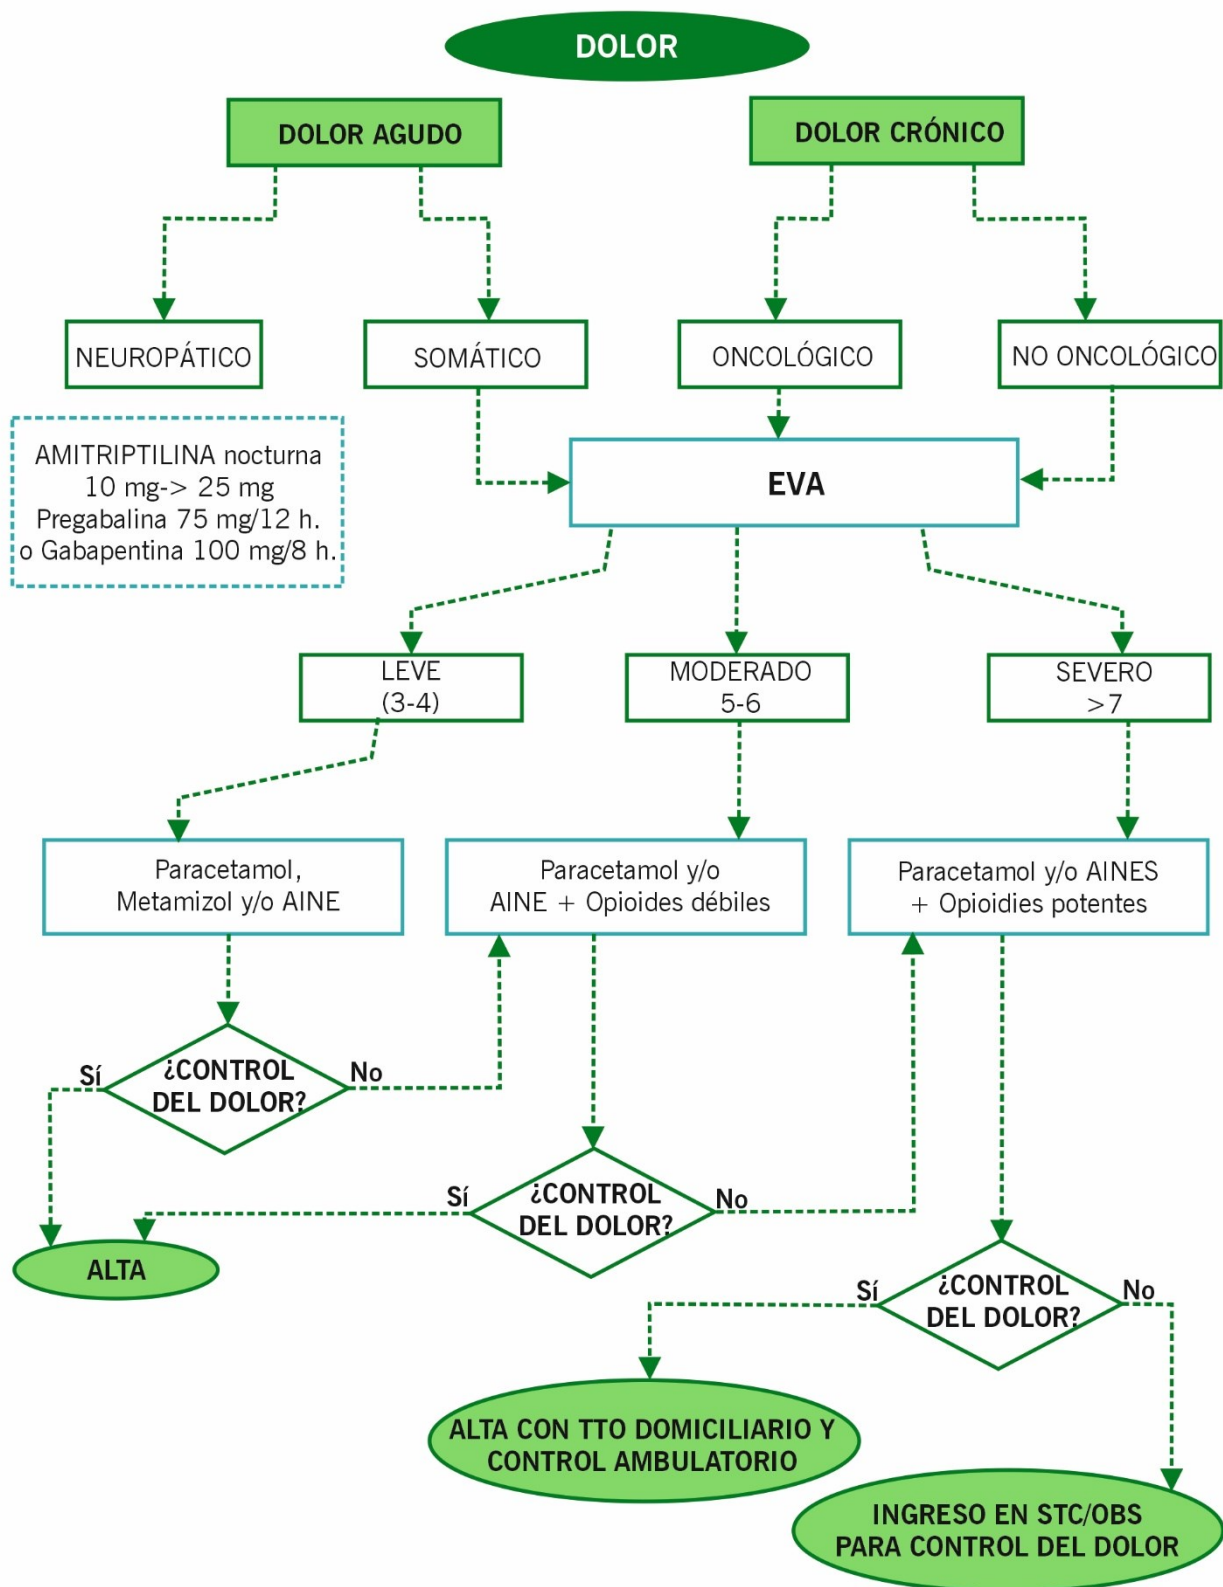 DOLOR
DOLOR AGUDO
DOLOR CRÓNICO
NEUROPÁTICO
SOMÁTICO
ONCOLÓGICO
NO ONCOLÓGICO
AMITRIPTILINA nocturna
10 mg-> 25 mg
Pregabalina 75 mg/12 h.
o Gabapentina 100 mg/8 h.
EVA
LEVE
(3-4)
MODERADO
5-6
SEVERO
>7
Paracetamol,
Metamizol y/o AINE
Paracetamol y/o
AINE + Opioides débiles
Paracetamol y/o AINES
+ Opioidies potentes
Sí
¿CONTROL
DEL DOLOR?
No
Sí
¿CONTROL
DEL DOLOR?
No
ALTA
Sí
¿CONTROL
DEL DOLOR?
No
ALTA CON TTO DOMICILIARIO Y
CONTROL AMBULATORIO
INGRESO EN STC/OBS
PARA CONTROL DEL DOLOR